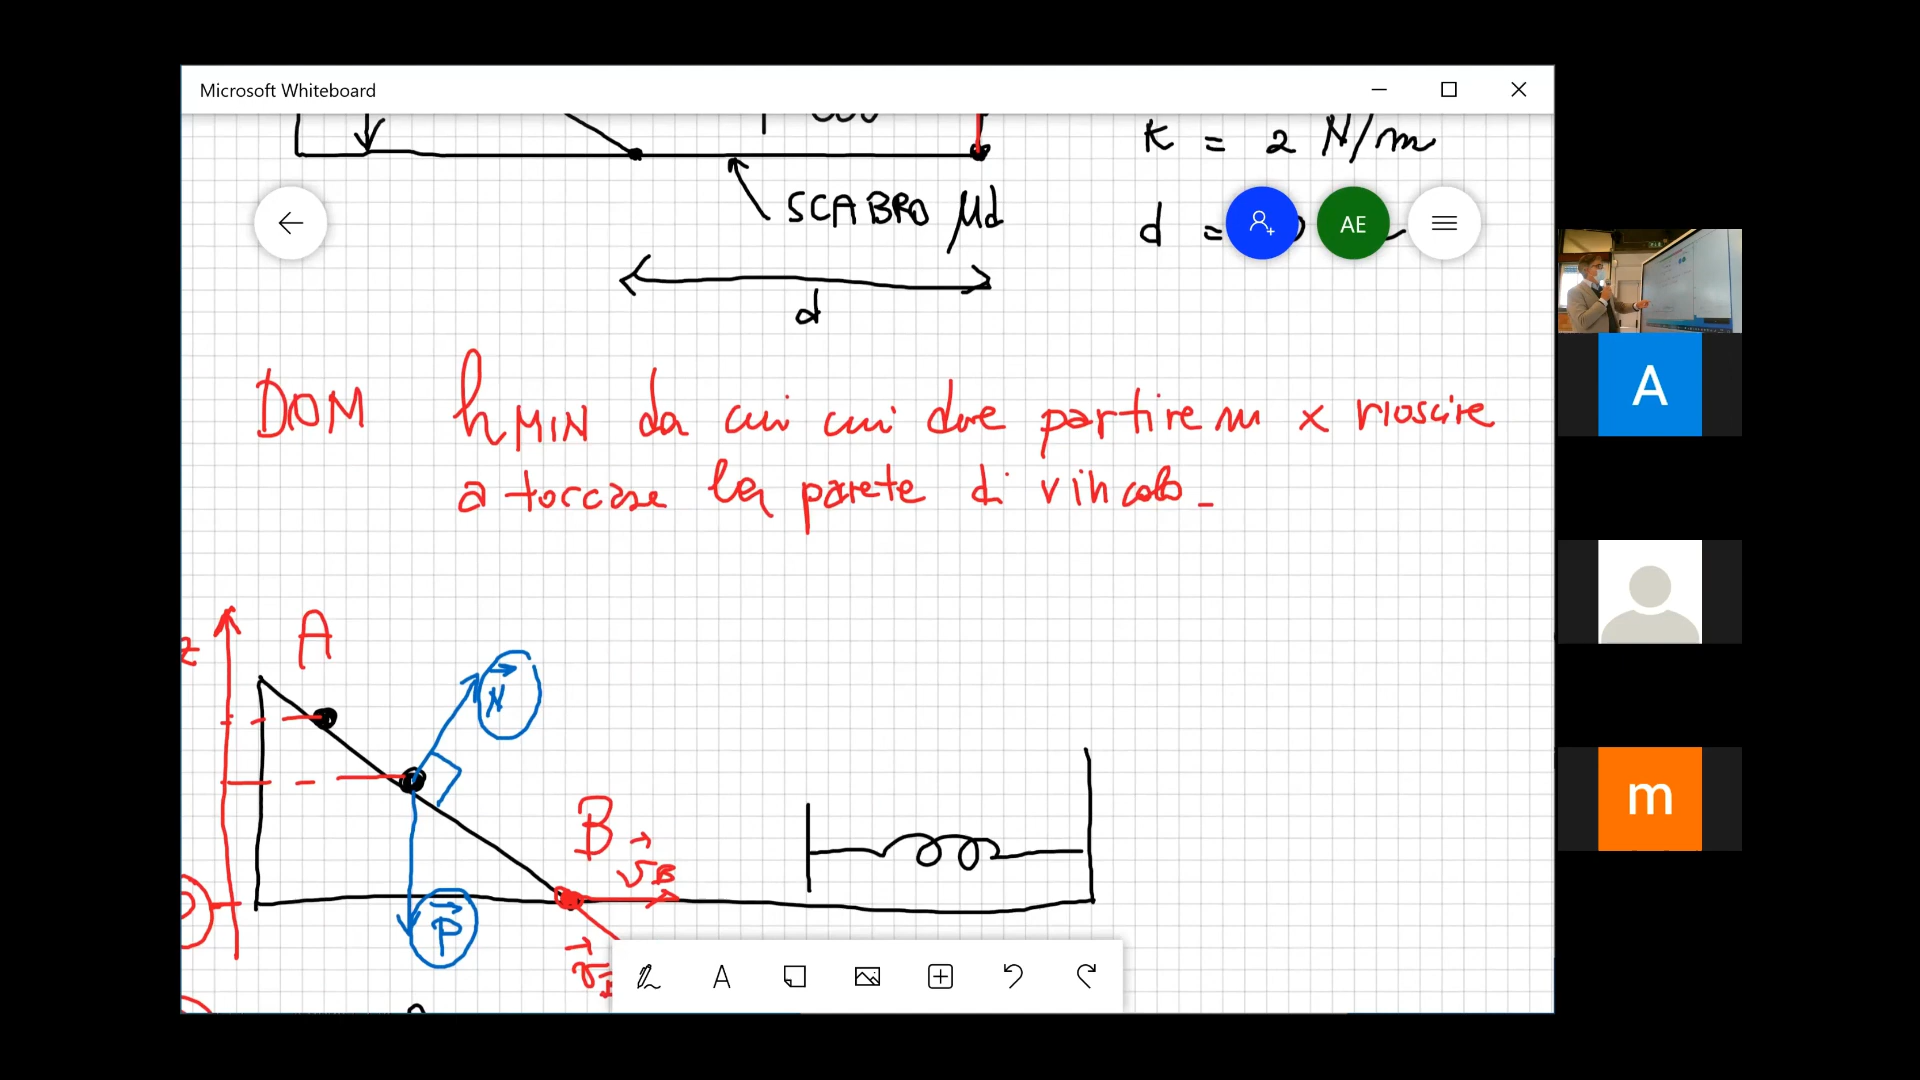 Microsoft Whiteboard
K = 2 N/m
SCABRO μd
d =
AE
d
A
DOM hMIN da cui cui deve partire m x riuscire
a toccare la parete di vincolo.
z
A
N
B
vB
P
m
A